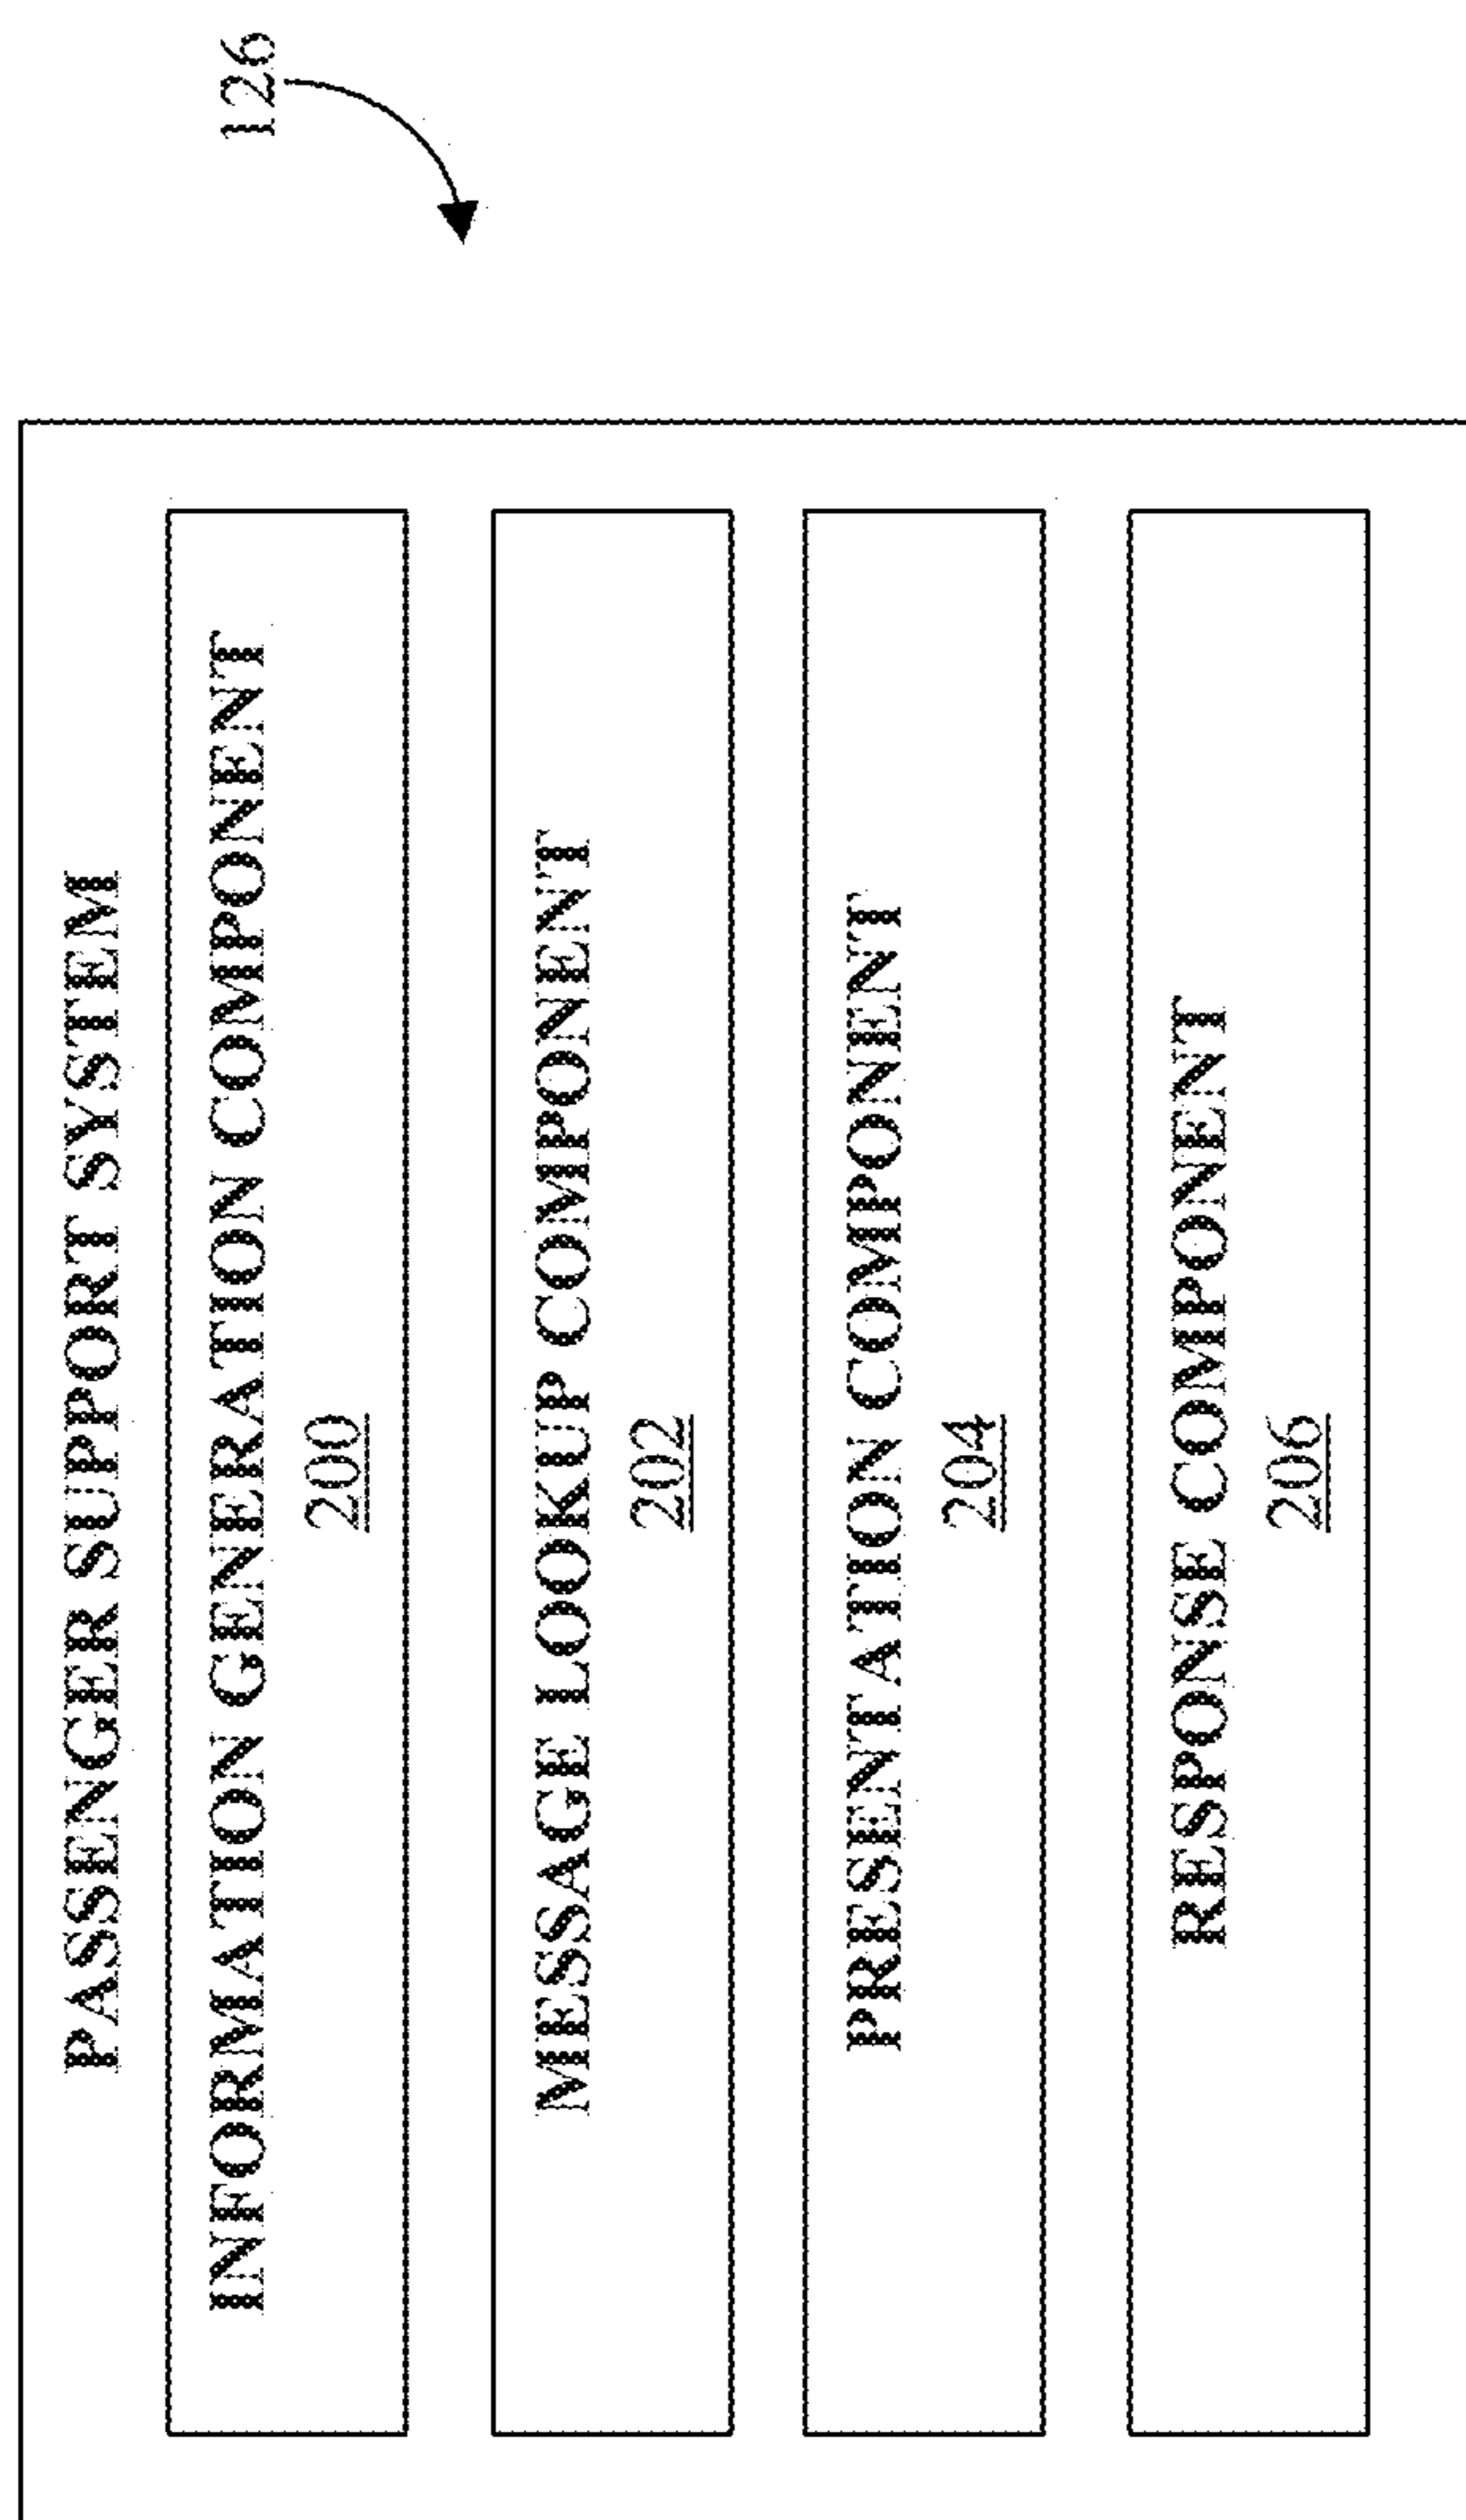 126
PASSENGER SUPPORT SYSTEM
INFORMATION GENERATION COMPONENT
200
MESSAGE LOOKUP COMPONENT
202
PRESENTATION COMPONENT
204
RESPONSE COMPONENT
206